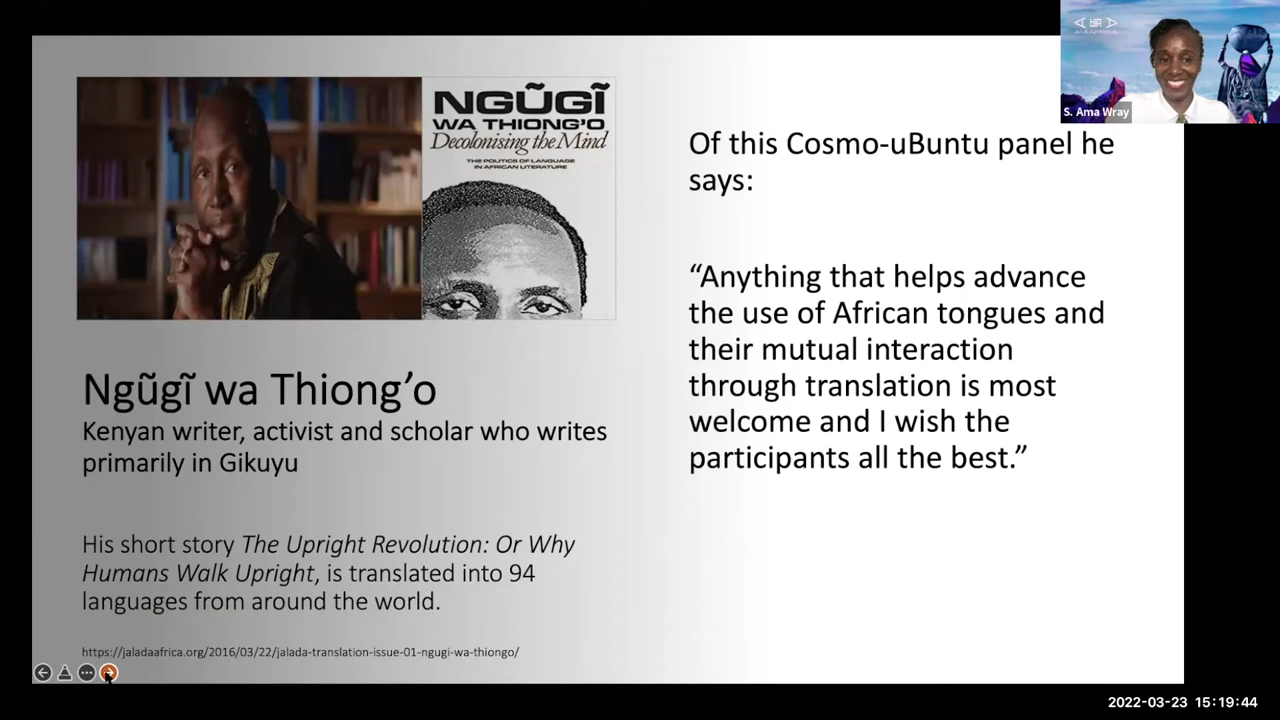 NGŨGĨ
WA THIONG'O
Decolonising the Mind
THE POLITICS OF LANGUAGE
IN AFRICAN LITERATURE
Ngũgĩ wa Thiong’o
Kenyan writer, activist and scholar who writes
primarily in Gikuyu
His short story The Upright Revolution: Or Why
Humans Walk Upright, is translated into 94
languages from around the world.
https://jaladaafrica.org/2016/03/22/jalada-translation-issue-01-ngugi-wa-thiongo/
Of this Cosmo-uBuntu panel he
says:
“Anything that helps advance
the use of African tongues and
their mutual interaction
through translation is most
welcome and I wish the
participants all the best.”
S. Ama Wray
2022-03-23 15:19:44